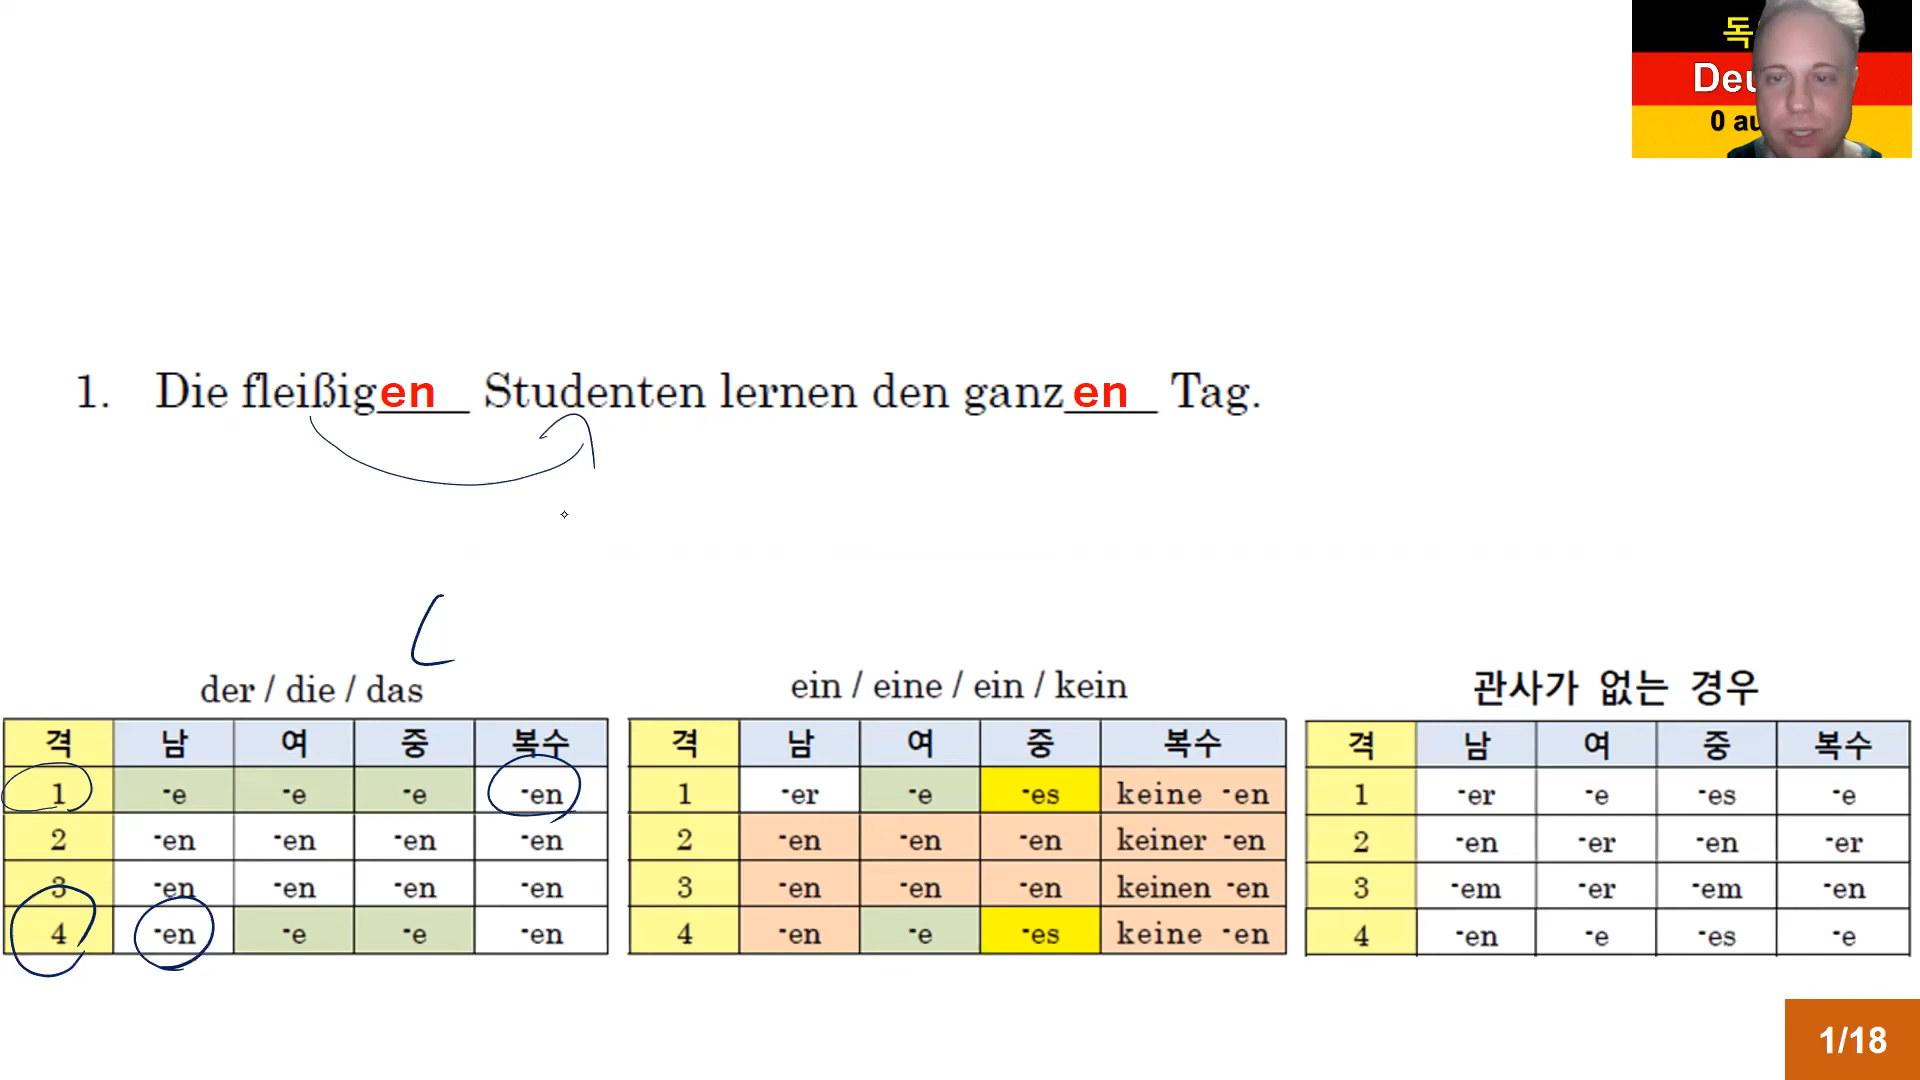 독
Deu
0 au
1. Die fleißigen Studenten lernen den ganzen Tag.
der / die / das
격 남 여 중 복수
1 -e -e -e -en
2 -en -en -en -en
3 -en -en -en -en
4 -en -e -e -en
ein / eine / ein / kein
격 남 여 중 복수
1 -er -e -es keine -en
2 -en -en -en keiner -en
3 -en -en -en keinen -en
4 -en -e -es keine -en
관사가 없는 경우
격 남 여 중 복수
1 -er -e -es -e
2 -en -er -en -er
3 -em -er -em -en
4 -en -e -es -e
1/18